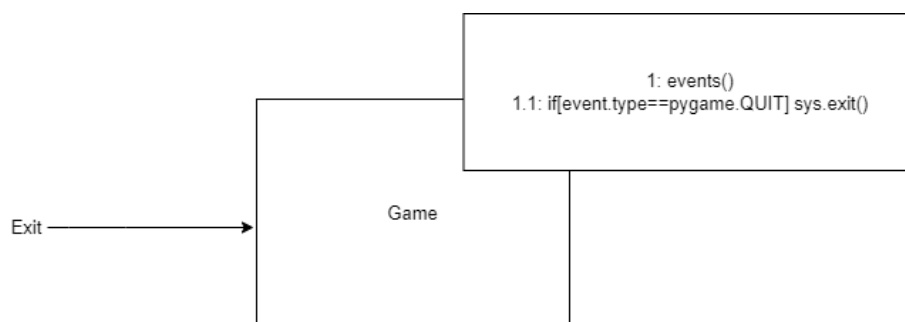 1: events()
1.1: if[event.type==pygame.QUIT] sys.exit()
Game
Exit